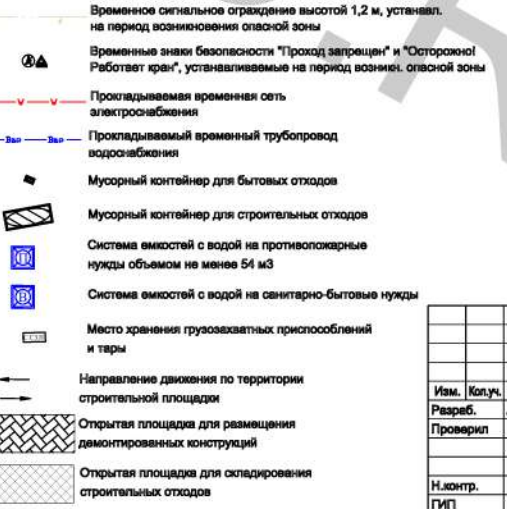 Временное сигнальное ограждение высотой 1,2 м, устанавл.
на период возникновения опасной зоны
Временные знаки безопасности "Проход запрещен" и "Осторожно!
Работает кран", устанавливаемые на период возникн. опасной зоны
Прокладываемая временная сеть
электроснабжения
Прокладываемый временный трубопровод
водоснабжения
Мусорный контейнер для бытовых отходов
Мусорный контейнер для строительных отходов
Система емкостей с водой на противопожарные
нужды объемом не менее 54 м3
В
Система емкостей с водой на санитарно-бытовые нужды
Место хранения грузозахватных приспособлений
и тары
Направление движения по территории
строительной площадки
Открытая площадка для размещения
демонтированных конструкций
Открытая площадка для складирования
строительных отходов
Изм. Кол.уч.
Разраб.
Проверил
Н.контр.
ГИП